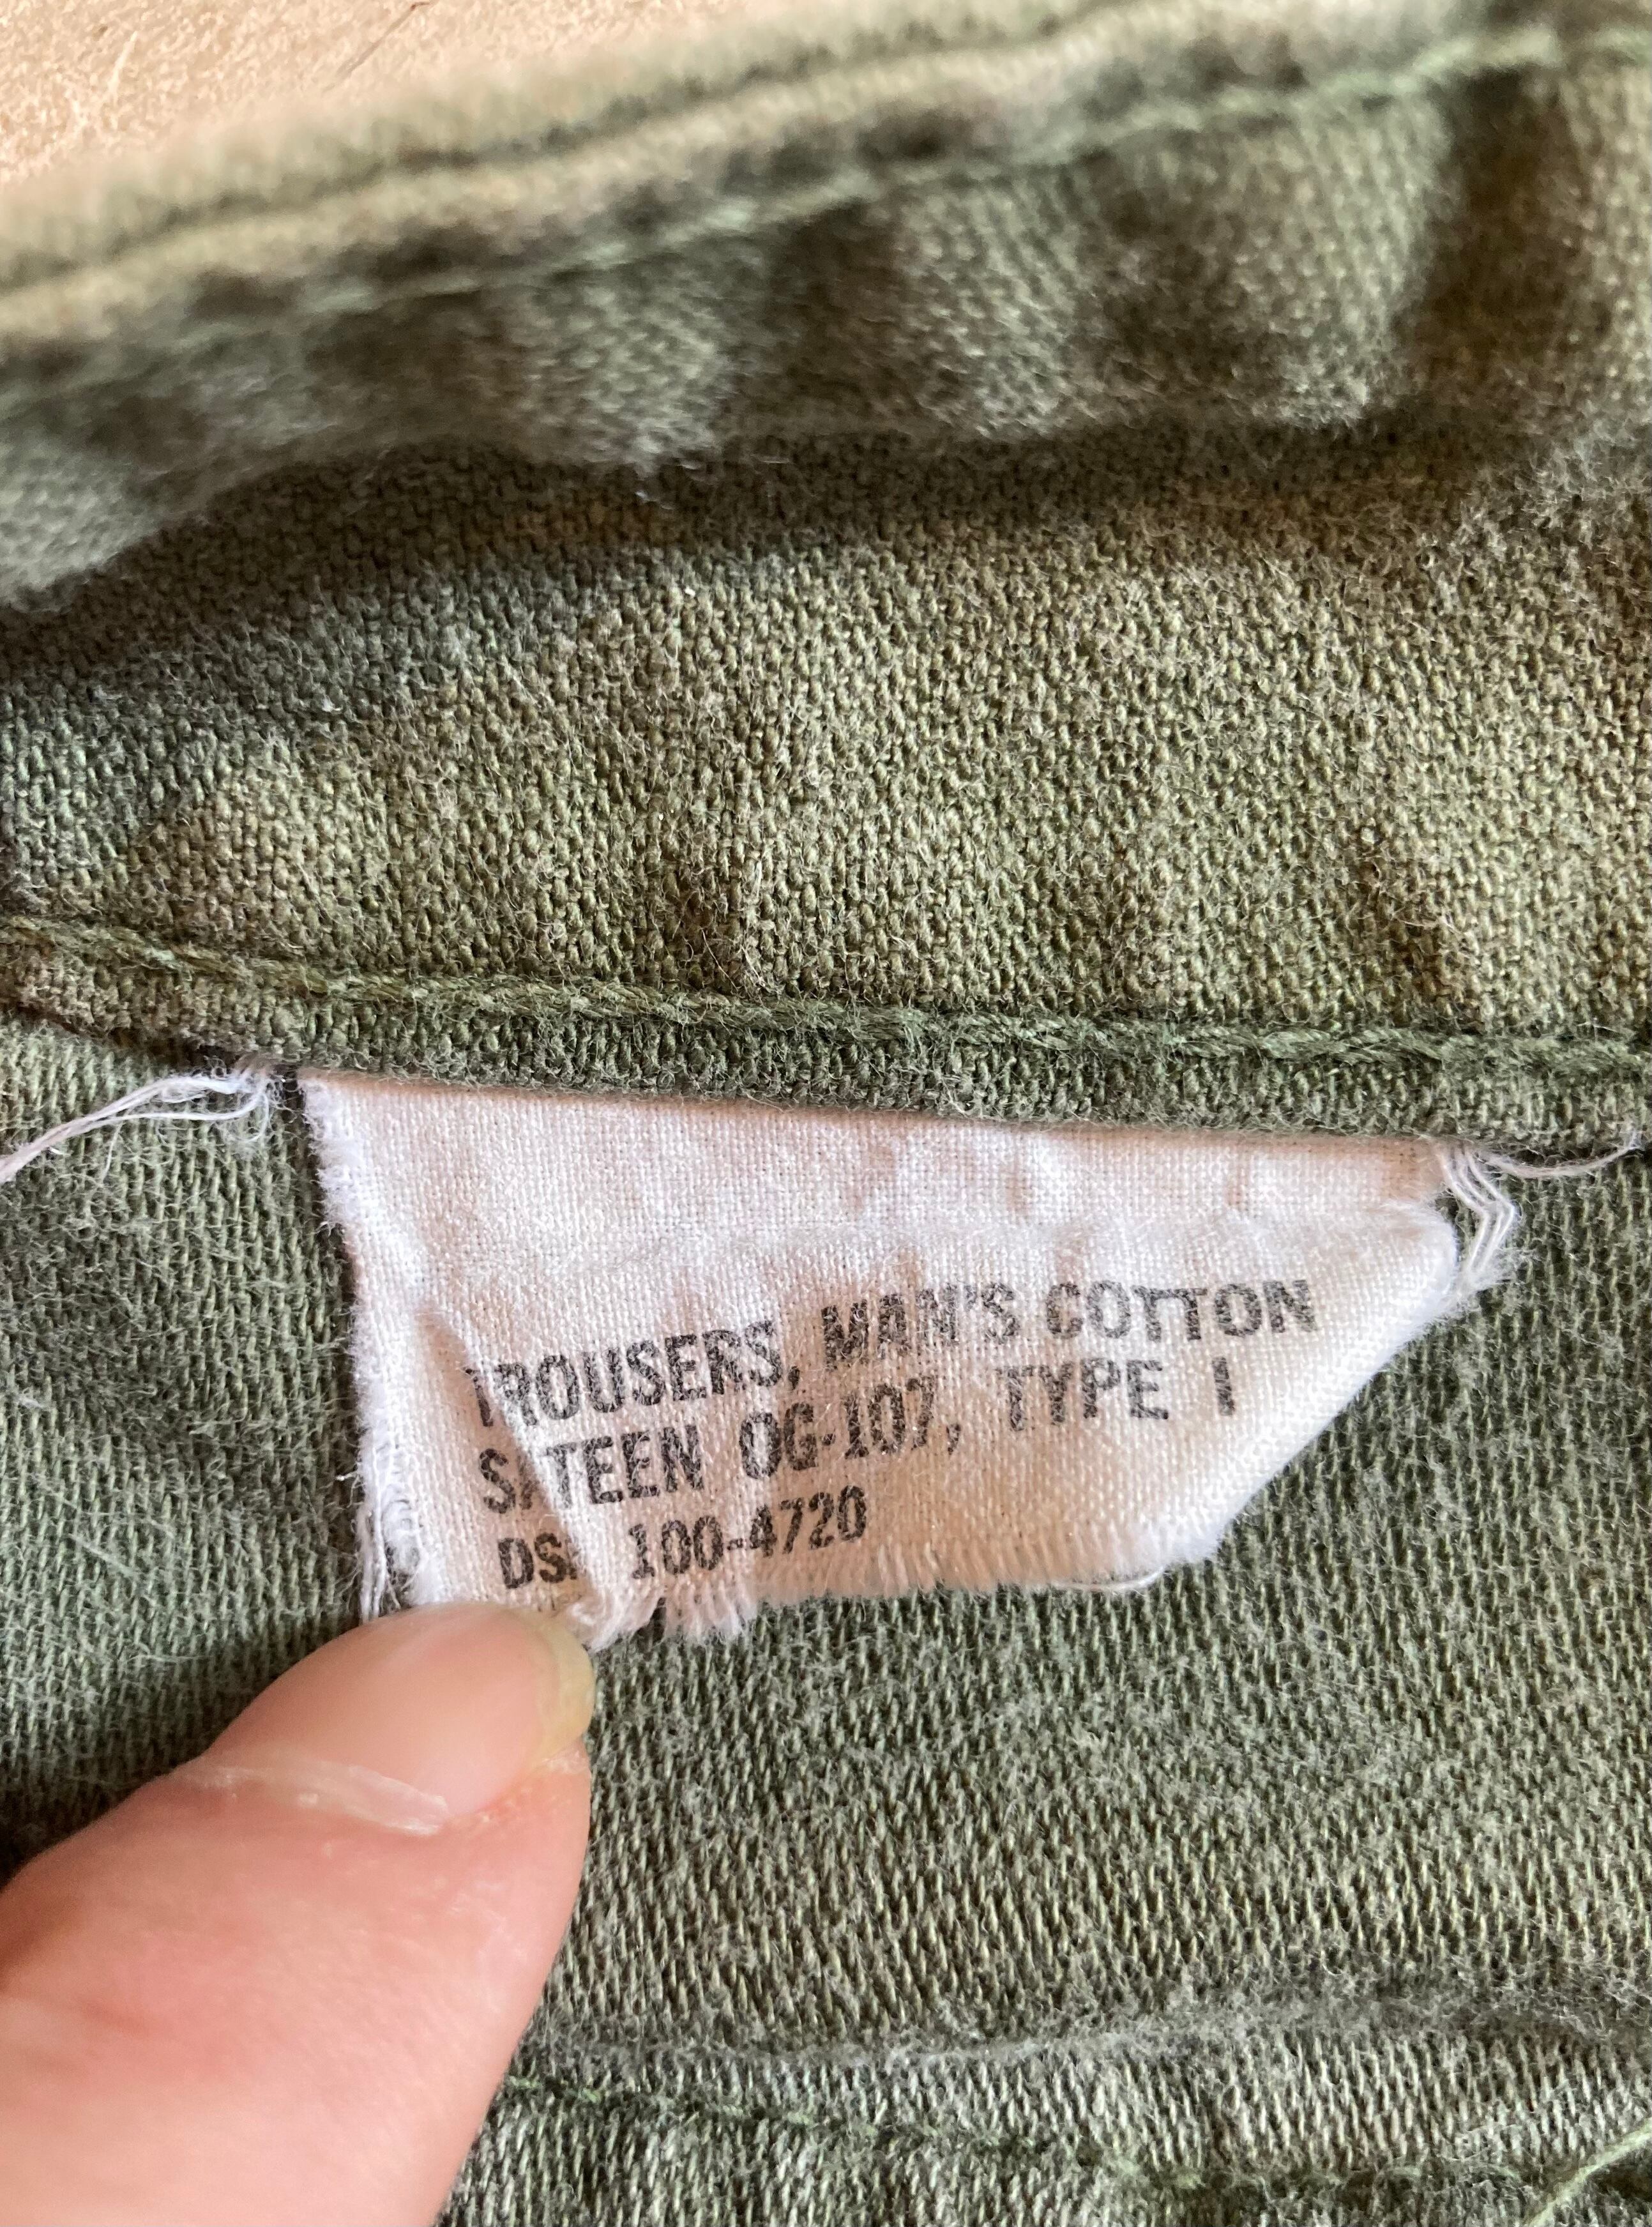 TROUSERS, MAN'S COTTON
SATEEN OG-107, TYPE I
DSA 100-4720